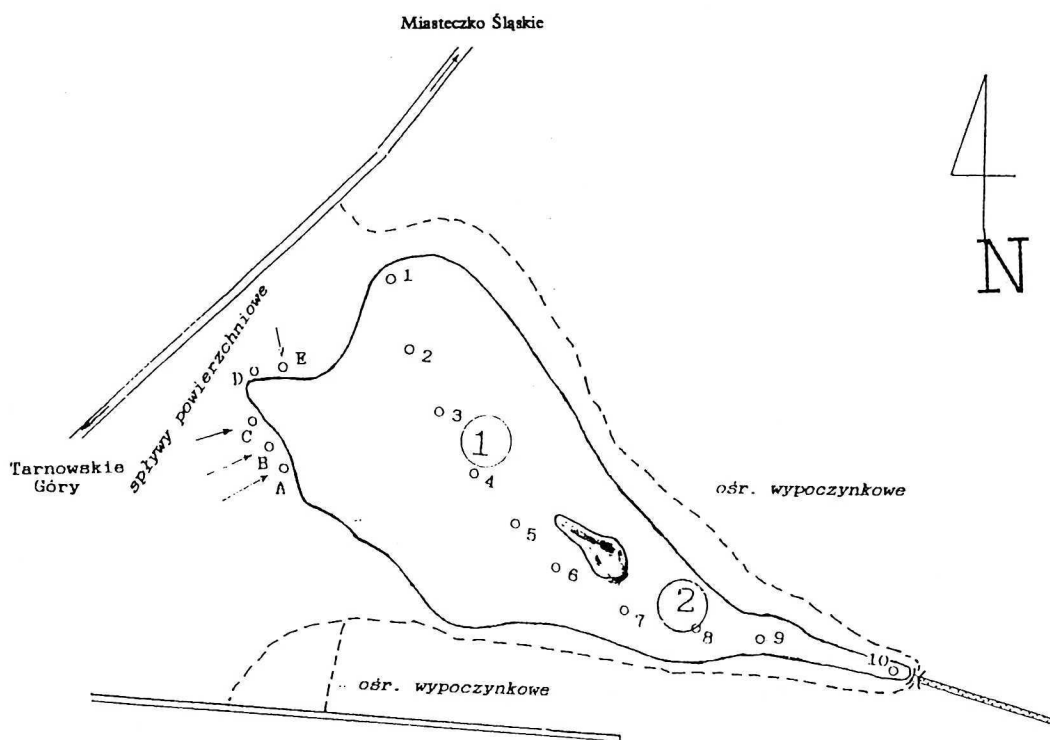 Miasteczko Śląskie
N
1
2
E
D
spływy powierzchniowe
3
1
C
B
A
4
Tarnowskie
Góry
ośr. wypoczynkowe
5
6
2
7
8
9
10
ośr. wypoczynkowe